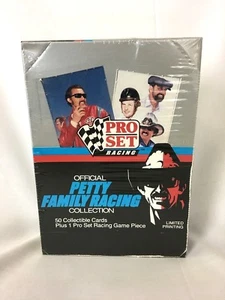 PRO
SET
RACING
OFFICIAL
PETTY
FAMILY RACING
COLLECTION
50 Collectible Cards
Plus 1 Pro Set Racing Game Piece
LIMITED
PRINTING